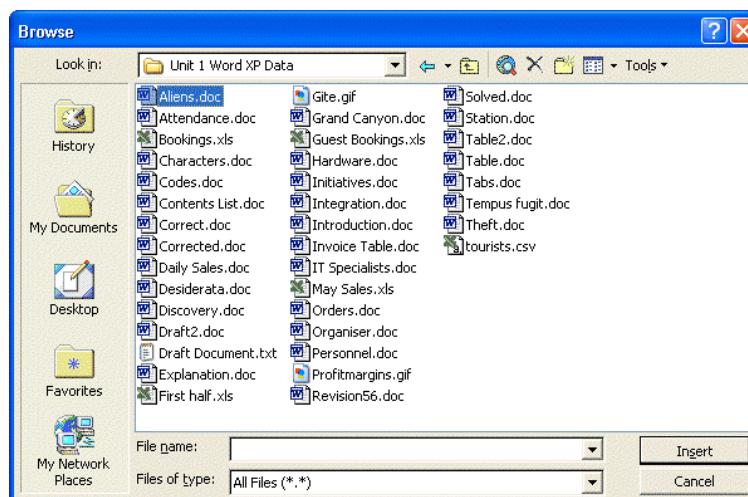 Browse
Look in: Unit 1 Word XP Data Tools
History
My Documents
Desktop
Favorites
My Network
Places
Aliens.doc
Attendance.doc
Bookings.xls
Characters.doc
Codes.doc
Contents List.doc
Correct.doc
Corrected.doc
Daily Sales.doc
Desiderata.doc
Discovery.doc
Draft2.doc
Draft Document.txt
Explanation.doc
First half.xls
Gite.gif
Grand Canyon.doc
Guest Bookings.xls
Hardware.doc
Initiatives.doc
Integration.doc
Introduction.doc
Invoice Table.doc
IT Specialists.doc
May Sales.xls
Orders.doc
Organiser.doc
Personnel.doc
Profitmargins.gif
Revision56.doc
Solved.doc
Station.doc
Table2.doc
Table.doc
Tabs.doc
Tempus fugit.doc
Theft.doc
tourists.csv
File name: Insert
Files of type: All Files (*.*) Cancel